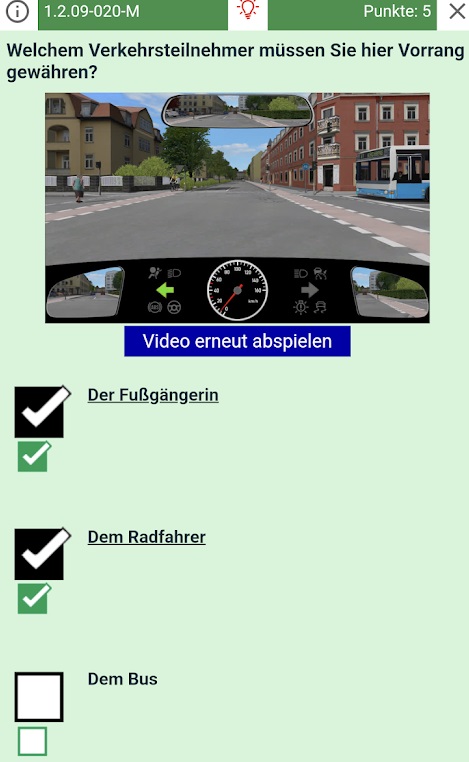 1.2.09-020-M
Punkte: 5
Welchem Verkehrsteilnehmer müssen Sie hier Vorrang
gewähren?
Video erneut abspielen
Der Fußgängerin
Dem Radfahrer
Dem Bus